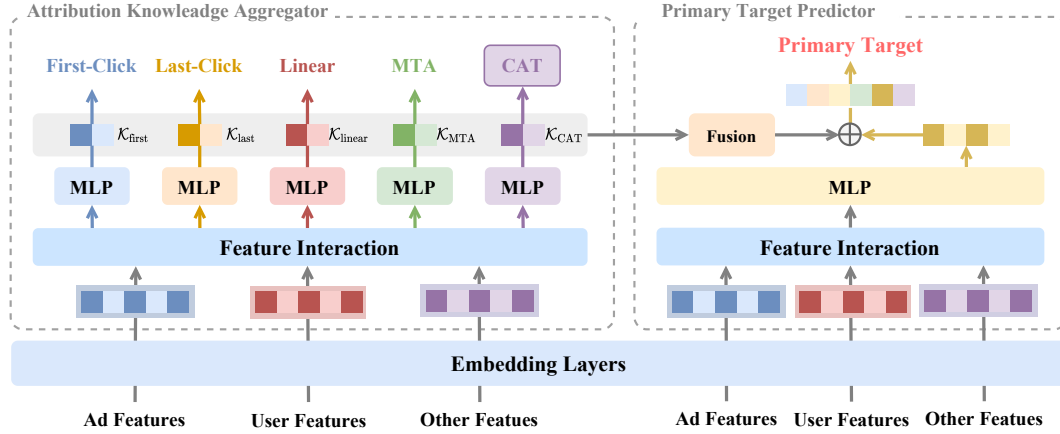 Attribution Knowleadge Aggregator
Primary Target Predictor
First-Click
Last-Click
Linear
MTA
CAT
Primary Target
𝒦first
𝒦last
𝒦linear
𝒦MTA
𝒦CAT
Fusion
MLP
MLP
MLP
MLP
MLP
MLP
Feature Interaction
Feature Interaction
Embedding Layers
Ad Features
User Features
Other Featues
Ad Features
User Features
Other Featues